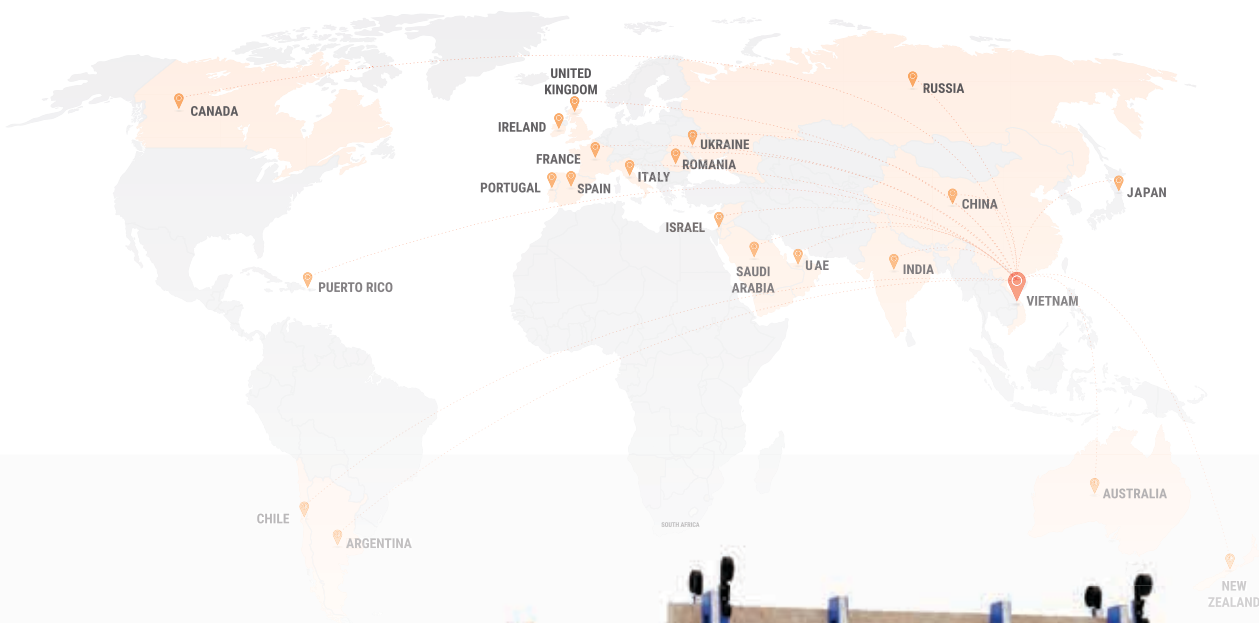 UNITED
KINGDOM
RUSSIA
CANADA
IRELAND
UKRAINE
FRANCE
ROMANIA
ITALY
PORTUGAL
SPAIN
JAPAN
CHINA
ISRAEL
UAE
INDIA
SAUDI
ARABIA
PUERTO RICO
VIETNAM
AUSTRALIA
CHILE
SOUTH AFRICA
ARGENTINA
NEW
ZEALAND